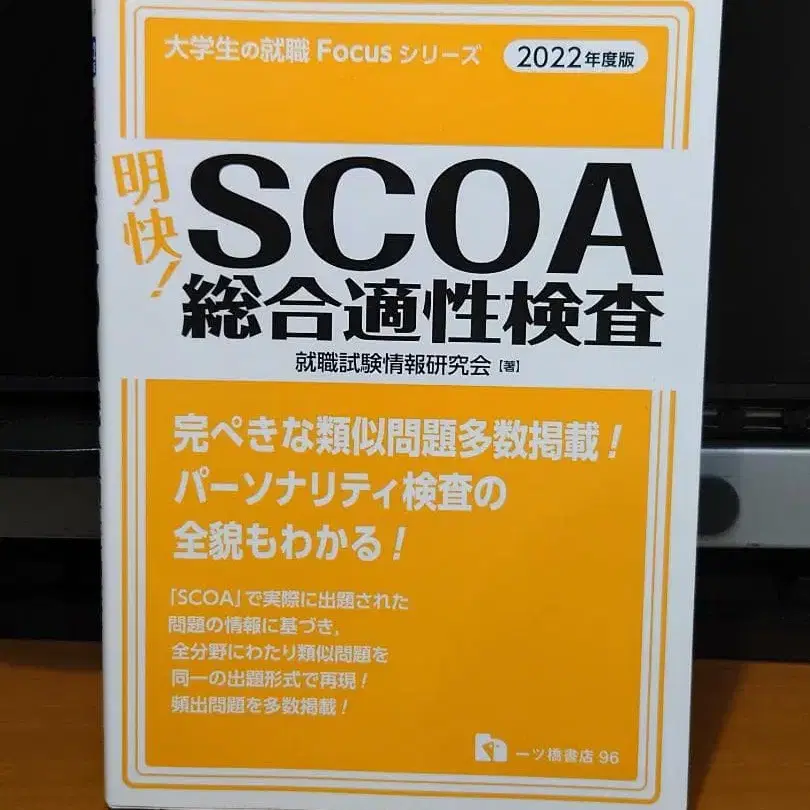 大学生の就職 Focus シリーズ 2022年度版
明快!
SCOA
総合適性検査
就職試験情報研究会【著】
完ぺきな類似問題多数掲載!
パーソナリティ検査の
全貌もわかる!
「SCOA」で実際に出題された
問題の情報に基づき,
全分野にわたり類似問題を
同一の出題形式で再現!
頻出問題を多数掲載!
一ツ橋書店 96